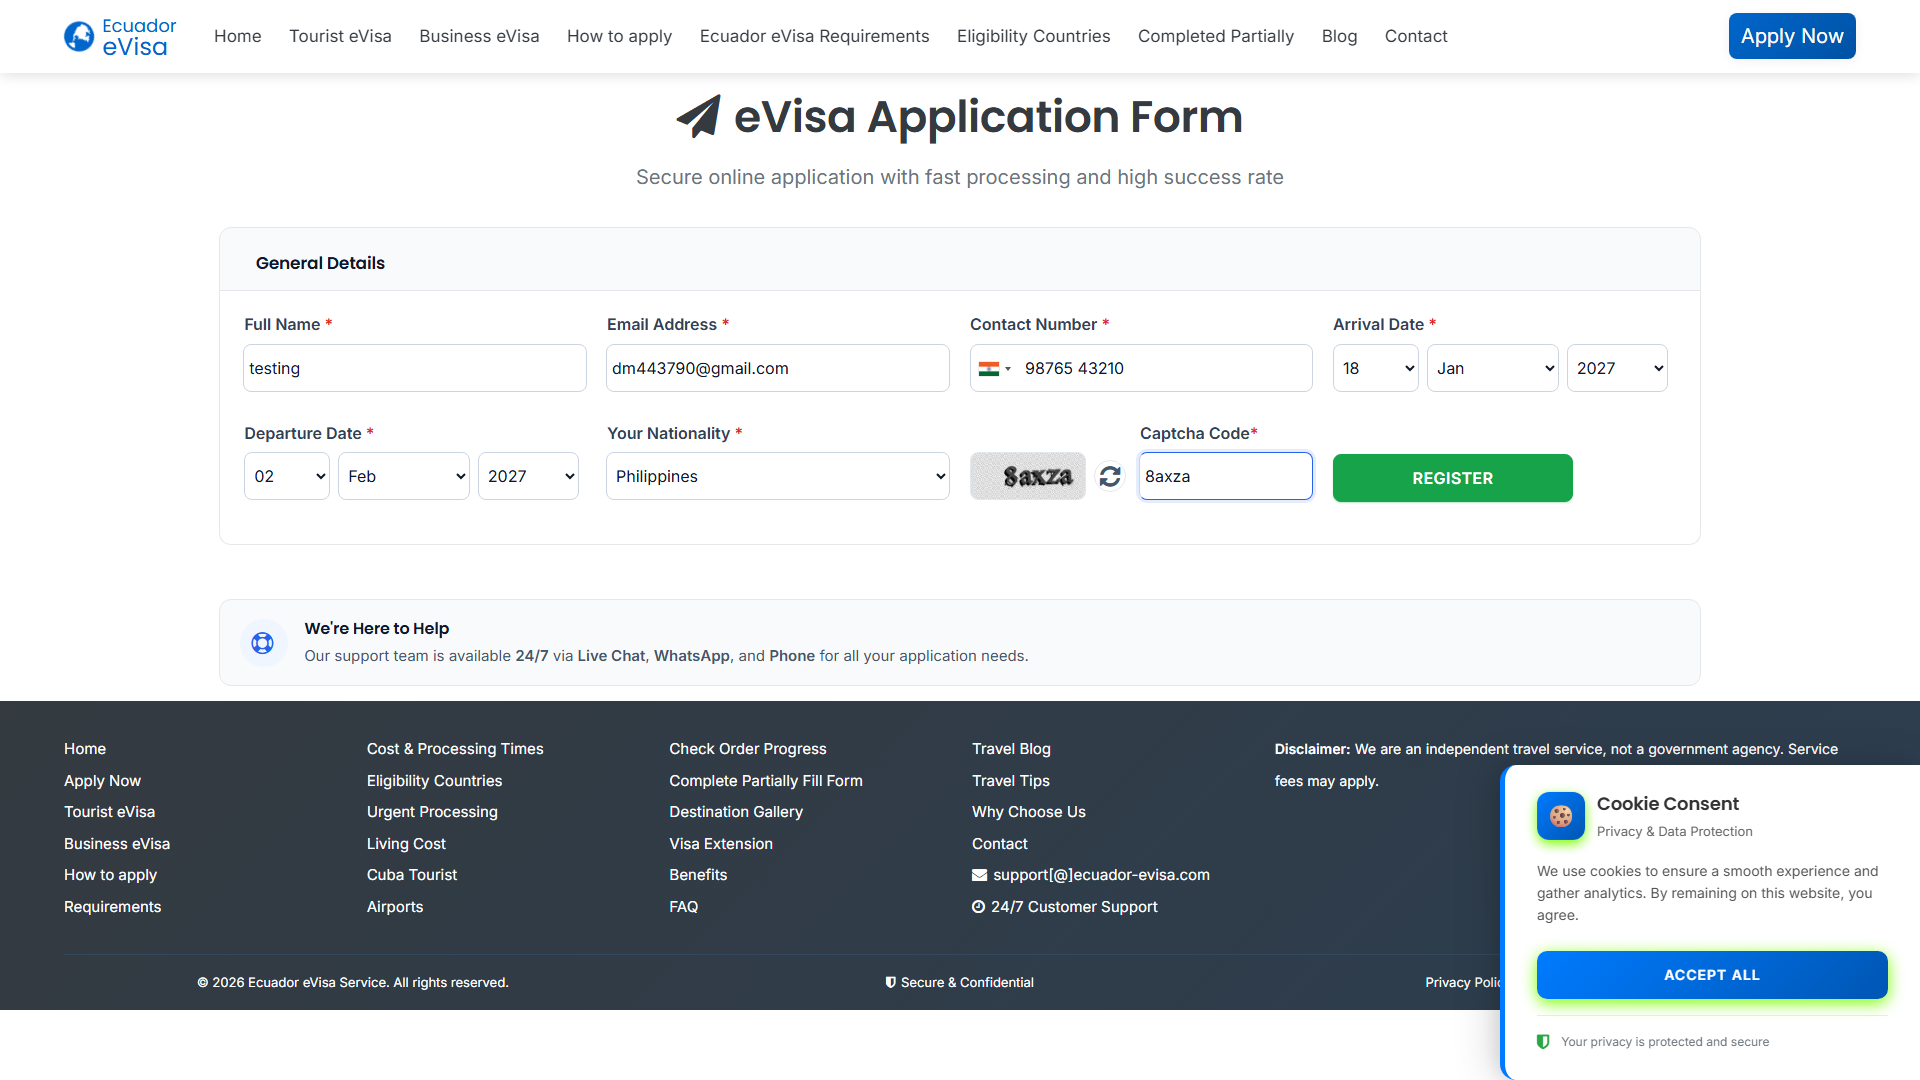 Ecuador
eVisa
Home
Tourist eVisa
Business eVisa
How to apply
Ecuador eVisa Requirements
Eligibility Countries
Completed Partially
Blog
Contact
Apply Now
eVisa Application Form
Secure online application with fast processing and high success rate
General Details
Full Name *
Email Address *
Contact Number *
Arrival Date *
testing
dm443790@gmail.com
98765 43210
18
Jan
2027
Departure Date *
Your Nationality *
Captcha Code*
02
Feb
2027
Philippines
8axza
8axza
REGISTER
We're Here to Help
Our support team is available 24/7 via Live Chat, WhatsApp, and Phone for all your application needs.
Home
Apply Now
Tourist eVisa
Business eVisa
How to apply
Requirements
Cost & Processing Times
Eligibility Countries
Urgent Processing
Living Cost
Cuba Tourist
Airports
Check Order Progress
Complete Partially Fill Form
Destination Gallery
Visa Extension
Benefits
FAQ
Travel Blog
Travel Tips
Why Choose Us
Contact
support[@]ecuador-evisa.com
24/7 Customer Support
Disclaimer: We are an independent travel service, not a government agency. Service
fees may apply.
© 2026 Ecuador eVisa Service. All rights reserved.
Secure & Confidential
Privacy Polic
Cookie Consent
Privacy & Data Protection
We use cookies to ensure a smooth experience and
gather analytics. By remaining on this website, you
agree.
ACCEPT ALL
Your privacy is protected and secure